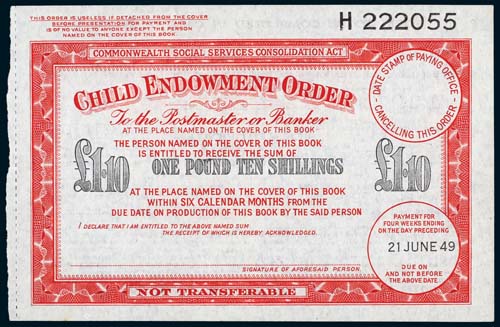 THIS ORDER IS USELESS IF DETACHED FROM THE COVER
BEFORE PRESENTATION FOR PAYMENT AND
IS OF NO VALUE TO ANYONE EXCEPT THE PERSON
NAMED ON THE COVER OF THIS BOOK
H 222055
COMMONWEALTH SOCIAL SERVICES CONSOLIDATION ACT
CHILD ENDOWMENT ORDER
To the Postmaster or Banker
AT THE PLACE NAMED ON THE COVER OF THIS BOOK
THE PERSON NAMED ON THE COVER OF THIS BOOK
IS ENTITLED TO RECEIVE THE SUM OF
£1·10 ONE POUND TEN SHILLINGS £1·10
AT THE PLACE NAMED ON THE COVER OF THIS BOOK
WITHIN SIX CALENDAR MONTHS FROM THE
DUE DATE ON PRODUCTION OF THIS BOOK BY THE SAID PERSON
I DECLARE THAT I AM ENTITLED TO THE ABOVE NAMED SUM
THE RECEIPT OF WHICH IS HEREBY ACKNOWLEDGED.
SIGNATURE OF AFORESAID PERSON
NOT TRANSFERABLE
DATE STAMP OF PAYING OFFICE
CANCELLING THIS ORDER
PAYMENT FOR
FOUR WEEKS ENDING
ON THE DAY PRECEDING
21 JUNE 49
DUE ON
AND NOT BEFORE
THE ABOVE DATE